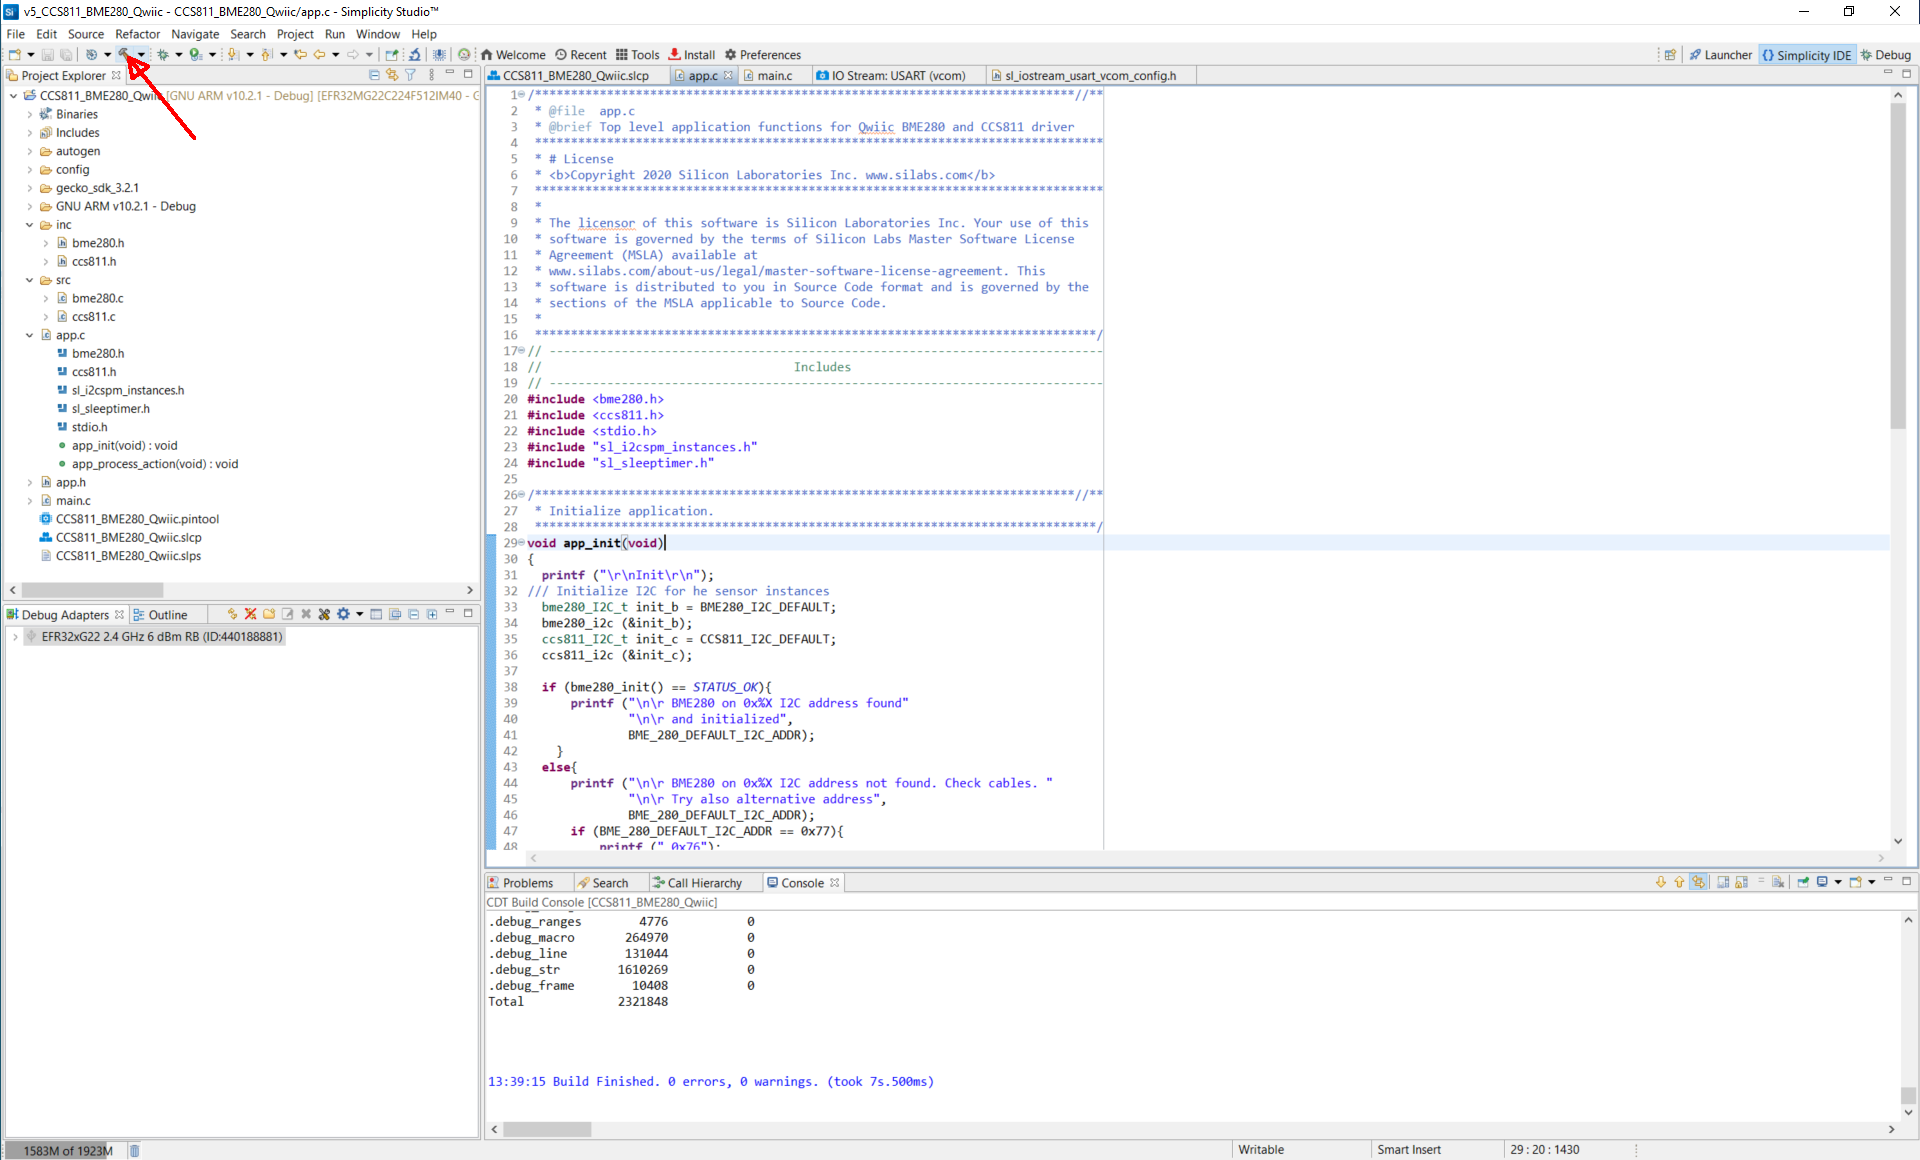 v5_CCS811_BME280_Qwiic - CCS811_BME280_Qwiic/app.c - Simplicity Studio™
File Edit Source Refactor Navigate Search Project Run Window Help
Welcome Recent Tools Install Preferences
Launcher Simplicity IDE Debug
Project Explorer
CCS811_BME280_Qwiic [GNU ARM v10.2.1 - Debug] [EFR32MG22C224F512IM40 - G
Binaries
Includes
autogen
config
gecko_sdk_3.2.1
GNU ARM v10.2.1 - Debug
inc
bme280.h
ccs811.h
src
bme280.c
ccs811.c
app.c
bme280.h
ccs811.h
sl_i2cspm_instances.h
sl_sleeptimer.h
stdio.h
app_init(void) : void
app_process_action(void) : void
app.h
main.c
CCS811_BME280_Qwiic.pintool
CCS811_BME280_Qwiic.slcp
CCS811_BME280_Qwiic.slps
Debug Adapters Outline
EFR32xG22 2.4 GHz 6 dBm RB (ID:440188881)
CCS811_BME280_Qwiic.slcp app.c main.c IO Stream: USART (vcom) sl_iostream_usart_vcom_config.h
1 /***************************************************************************//**
2 * @file app.c
3 * @brief Top level application functions for Qwiic BME280 and CCS811 driver
4 *******************************************************************************
5 * # License
6 * <b>Copyright 2020 Silicon Laboratories Inc. www.silabs.com</b>
7 *******************************************************************************
8 *
9 * The licensor of this software is Silicon Laboratories Inc. Your use of this
10 * software is governed by the terms of Silicon Labs Master Software License
11 * Agreement (MSLA) available at
12 * www.silabs.com/about-us/legal/master-software-license-agreement. This
13 * software is distributed to you in Source Code format and is governed by the
14 * sections of the MSLA applicable to Source Code.
15 *
16 ******************************************************************************/
17 // -----------------------------------------------------------------------------
18 // Includes
19 // -----------------------------------------------------------------------------
20 #include <bme280.h>
21 #include <ccs811.h>
22 #include <stdio.h>
23 #include "sl_i2cspm_instances.h"
24 #include "sl_sleeptimer.h"
25
26 /***************************************************************************//**
27 * Initialize application.
28 ******************************************************************************/
29 void app_init(void)
30 {
31 printf ("\r\nInit\r\n");
32 /// Initialize I2C for he sensor instances
33 bme280_I2C_t init_b = BME280_I2C_DEFAULT;
34 bme280_i2c (&init_b);
35 ccs811_I2C_t init_c = CCS811_I2C_DEFAULT;
36 ccs811_i2c (&init_c);
37
38 if (bme280_init() == STATUS_OK){
39 printf ("\n\r BME280 on 0x%X I2C address found"
40 "\n\r and initialized",
41 BME_280_DEFAULT_I2C_ADDR);
42 }
43 else{
44 printf ("\n\r BME280 on 0x%X I2C address not found. Check cables. "
45 "\n\r Try also alternative address",
46 BME_280_DEFAULT_I2C_ADDR);
47 if (BME_280_DEFAULT_I2C_ADDR == 0x77){
48 printf (" 0x76");
Problems Search Call Hierarchy Console
CDT Build Console [CCS811_BME280_Qwiic]
.debug_ranges 4776 0
.debug_macro 264970 0
.debug_line 131044 0
.debug_str 1610269 0
.debug_frame 10408 0
Total 2321848
13:39:15 Build Finished. 0 errors, 0 warnings. (took 7s.500ms)
1583M of 1923M Writable Smart Insert 29 : 20 : 1430